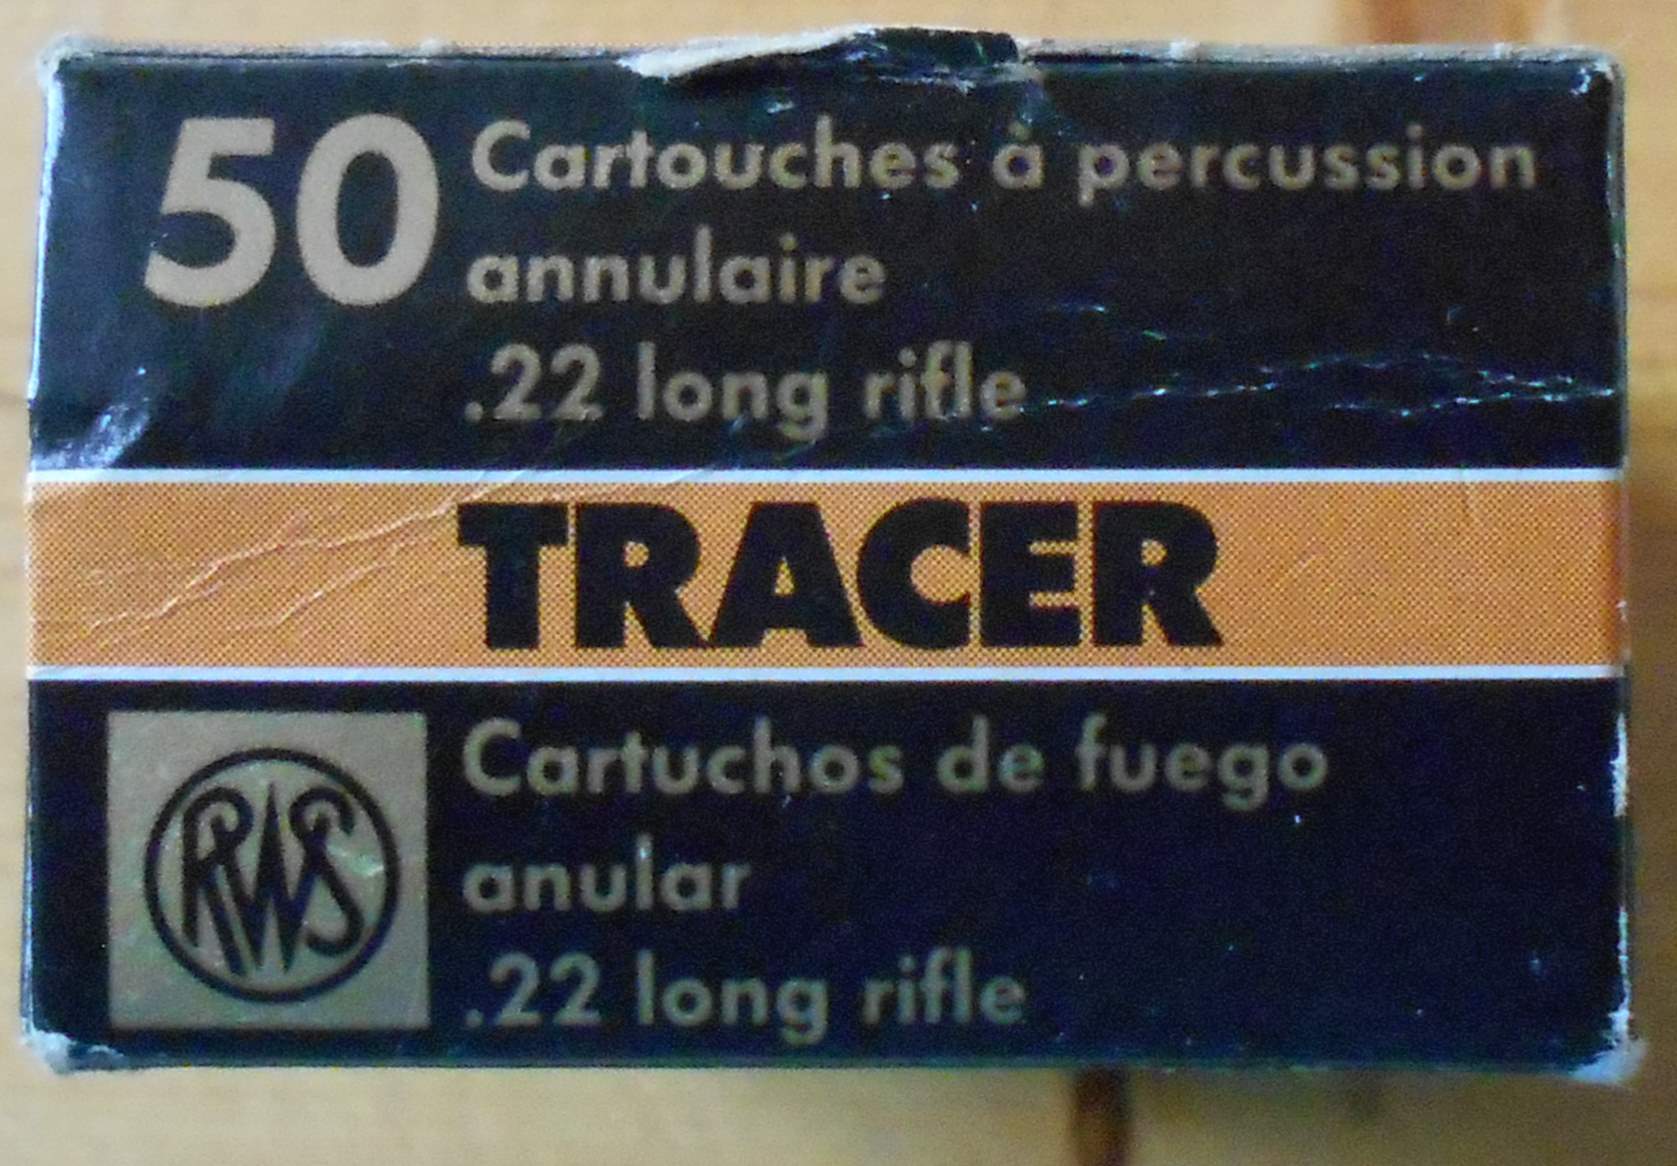 50 Cartouches à percussion
annulaire
.22 long rifle
TRACER
RWS
Cartuchos de fuego
anular
.22 long rifle